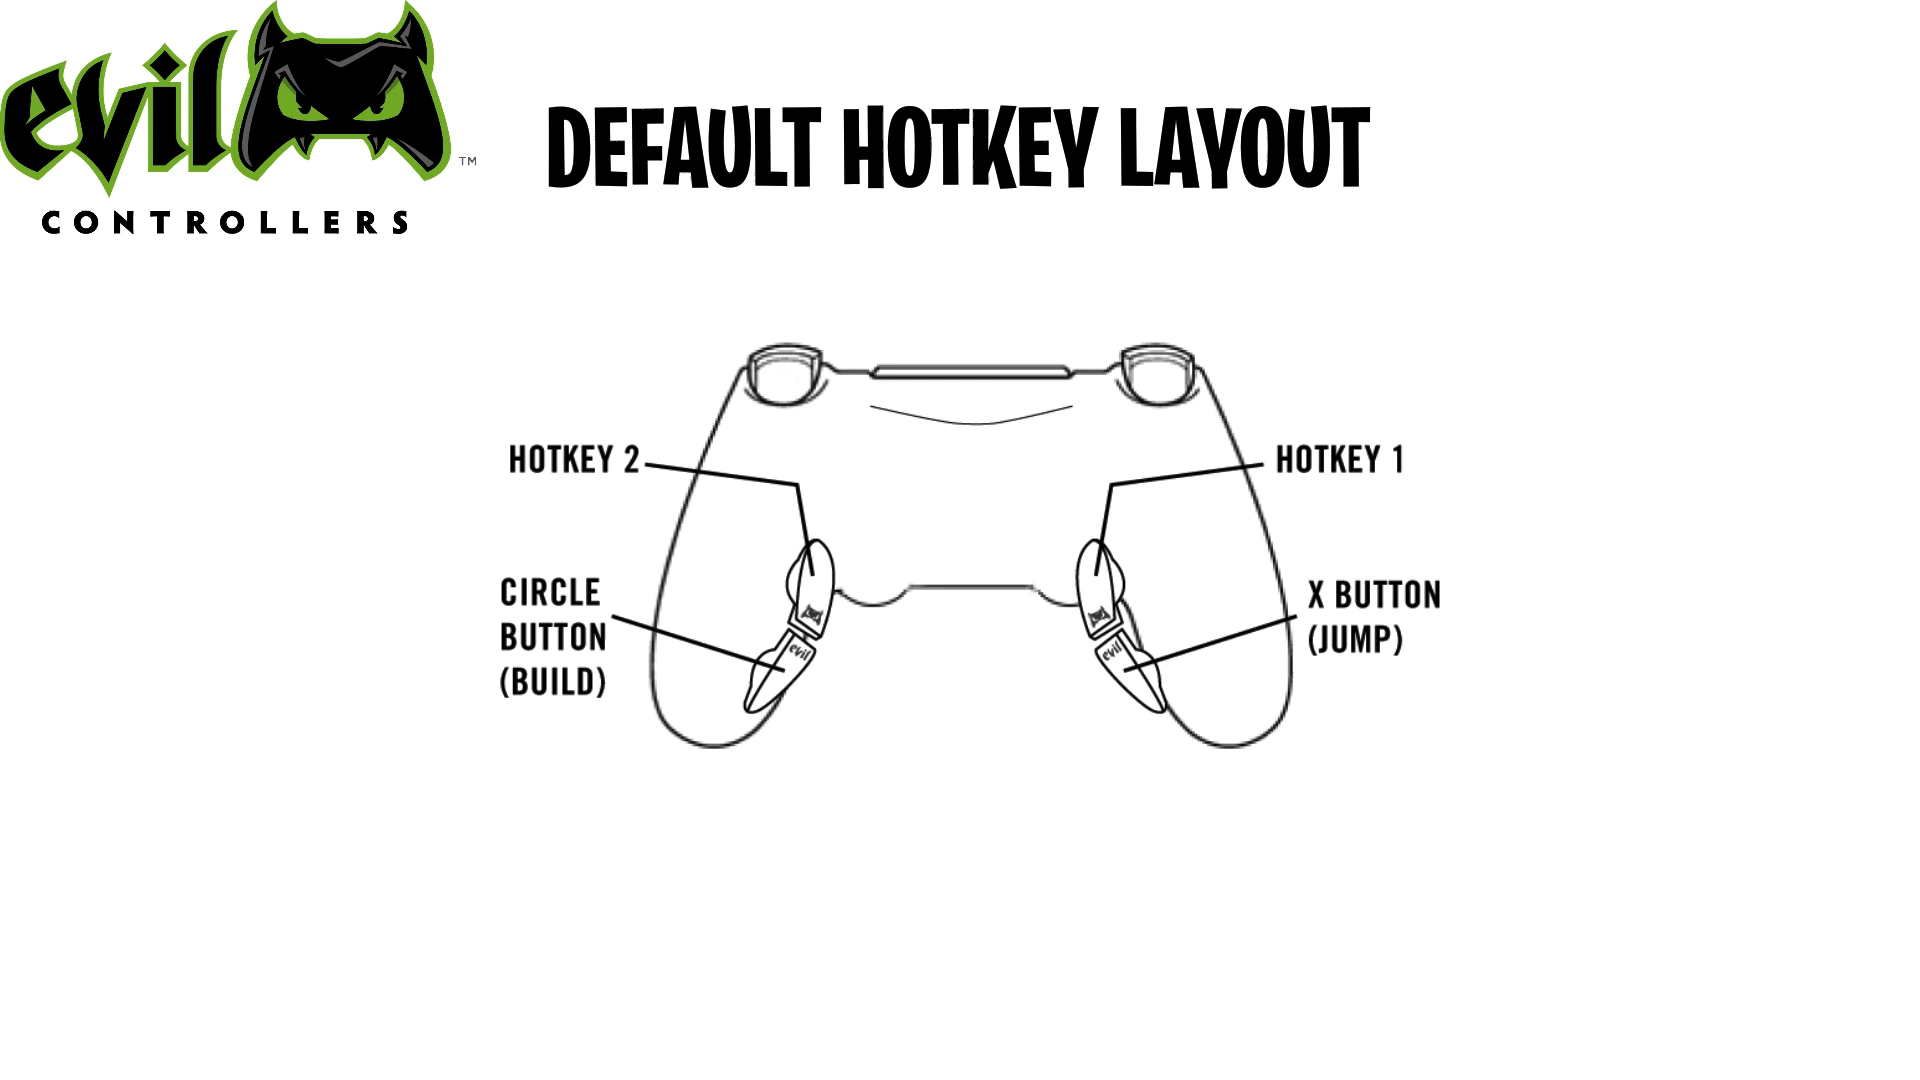 evil
TM
CONTROLLERS
DEFAULT HOTKEY LAYOUT
HOTKEY 2
HOTKEY 1
CIRCLE
BUTTON
(BUILD)
X BUTTON
(JUMP)
evil
evil